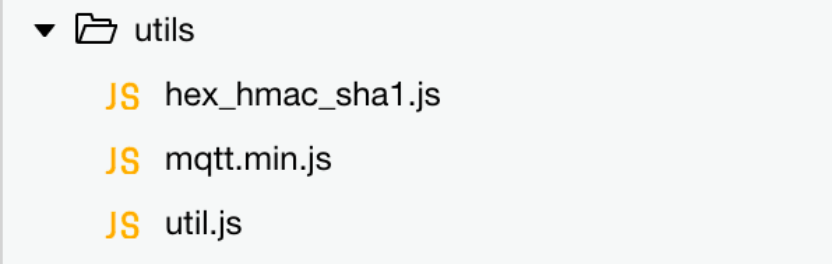 utils
JS hex_hmac_sha1.js
JS mqtt.min.js
JS util.js